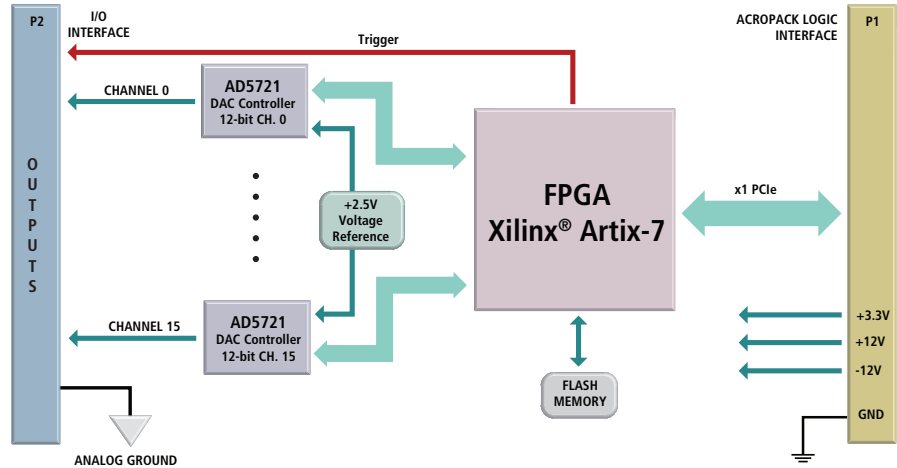 P2
I/O
INTERFACE
Trigger
ACROPACK LOGIC
INTERFACE
P1
CHANNEL 0
AD5721
DAC Controller
12-bit CH. 0
OUTPUTS
+2.5V
Voltage
Reference
FPGA
Xilinx® Artix-7
x1 PCIe
CHANNEL 15
AD5721
DAC Controller
12-bit CH. 15
+3.3V
+12V
-12V
GND
FLASH
MEMORY
ANALOG GROUND